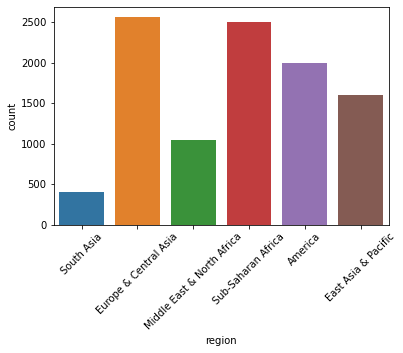 2500
2000
1500
1000
500
0
count
South Asia
Europe & Central Asia
Middle East & North Africa
Sub-Saharan Africa
America
East Asia & Pacific
region